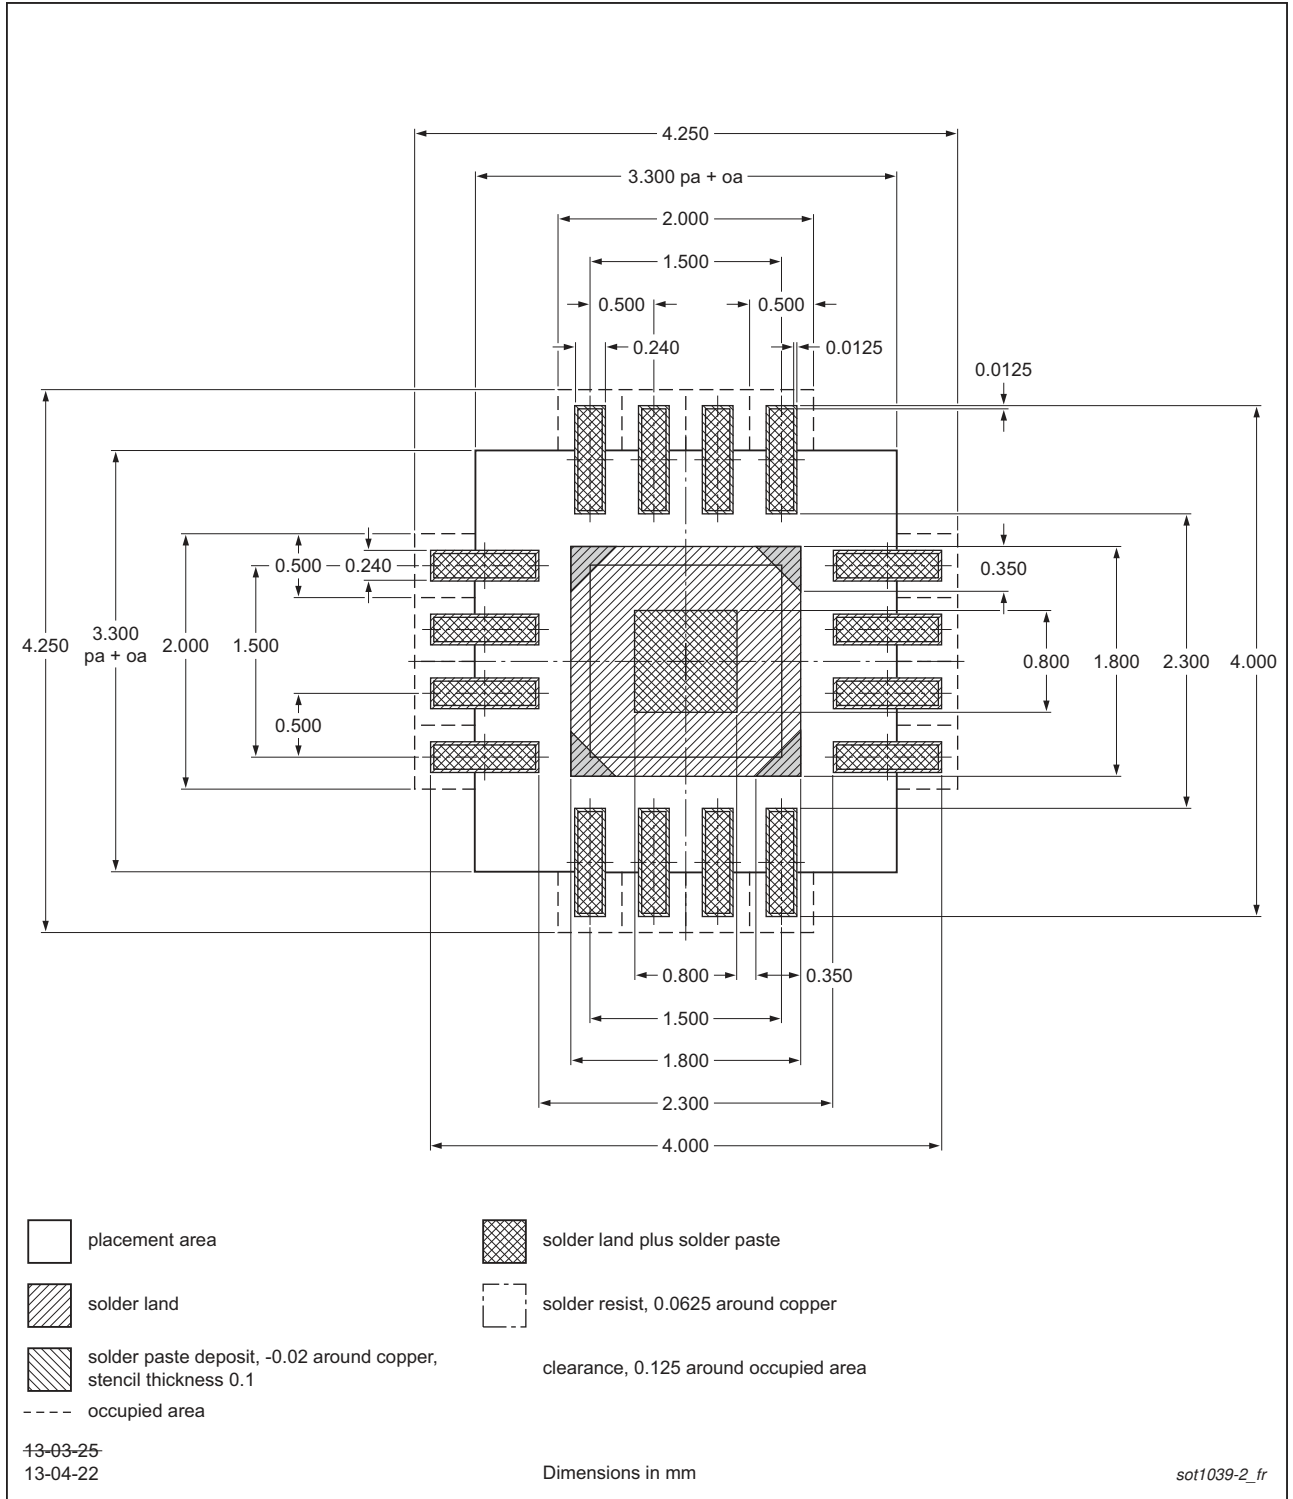 4.250
3.300 pa + oa
2.000
1.500
0.500
0.500
0.240
0.0125
0.0125
0.500
0.240
0.350
4.250
3.300
pa + oa
2.000
1.500
0.800
1.800
2.300
4.000
0.500
0.800
0.350
1.500
1.800
2.300
4.000
placement area
solder land plus solder paste
solder land
solder resist, 0.0625 around copper
solder paste deposit, -0.02 around copper,
stencil thickness 0.1
clearance, 0.125 around occupied area
occupied area
13-03-25
13-04-22
Dimensions in mm
sot1039-2_fr